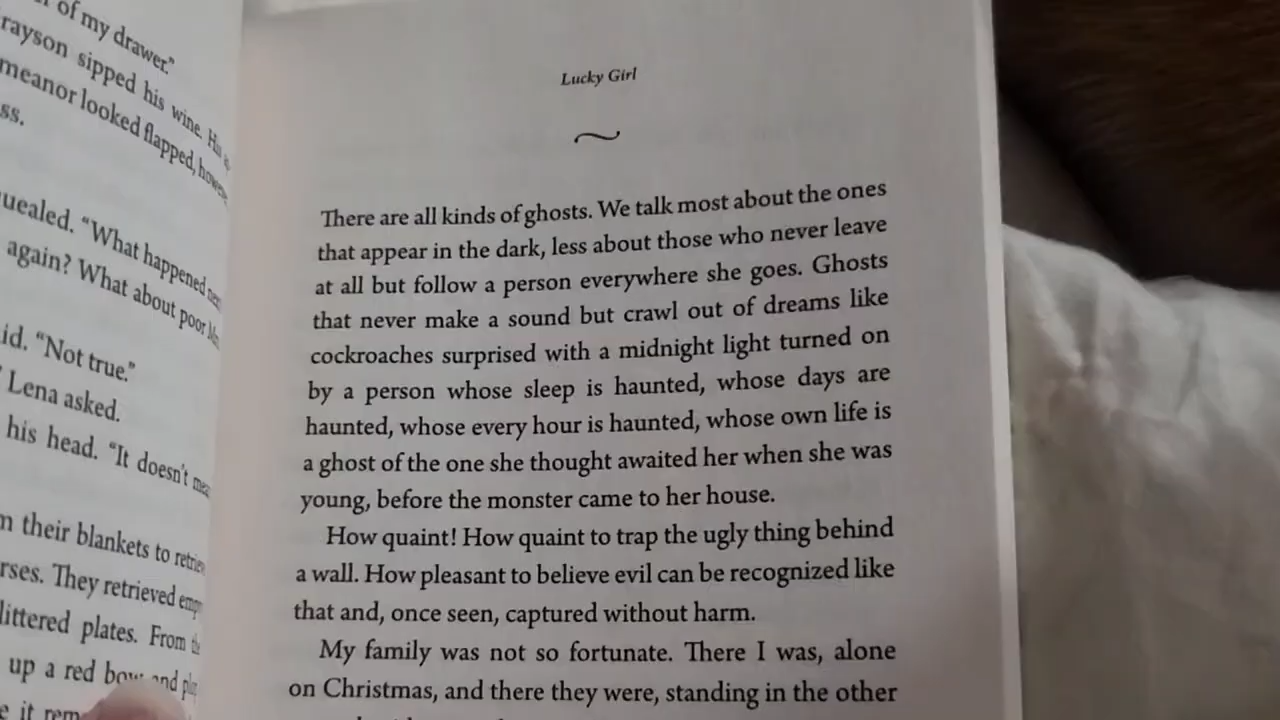 of my drawer."
rayson sipped his wine. His
meanor looked flapped,
ss.
uealed. "What happened
again? What about poor
id. "Not true."
Lena asked.
his head. "It doesn't
m their blankets to
rses. They retrieved
littered plates. From
up a red bow and
e it
Lucky Girl
There are all kinds of ghosts. We talk most about the ones
that appear in the dark, less about those who never leave
at all but follow a person everywhere she goes. Ghosts
that never make a sound but crawl out of dreams like
cockroaches surprised with a midnight light turned on
by a person whose sleep is haunted, whose days are
haunted, whose every hour is haunted, whose own life is
a ghost of the one she thought awaited her when she was
young, before the monster came to her house.
How quaint! How quaint to trap the ugly thing behind
a wall. How pleasant to believe evil can be recognized like
that and, once seen, captured without harm.
My family was not so fortunate. There I was, alone
on Christmas, and there they were, standing in the other